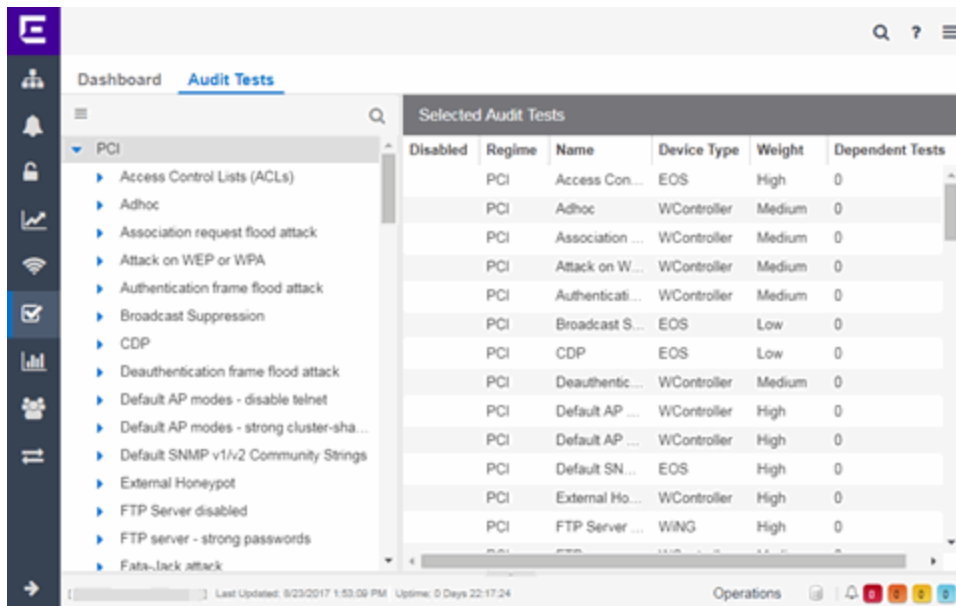 E
?
Dashboard Audit Tests
Selected Audit Tests
PCI
Access Control Lists (ACLs)
Adhoc
Association request flood attack
Attack on WEP or WPA
Authentication frame flood attack
Broadcast Suppression
CDP
Deauthentication frame flood attack
Default AP modes - disable telnet
Default AP modes - strong cluster-sha...
Default SNMP v1/v2 Community Strings
External Honeypot
FTP Server disabled
FTP server - strong passwords
Fata-Jack attack
Disabled Regime Name Device Type Weight Dependent Tests
PCI Access Con... EOS High 0
PCI Adhoc WController Medium 0
PCI Association ... WController Medium 0
PCI Attack on W... WController Medium 0
PCI Authenticati... WController Medium 0
PCI Broadcast S... EOS Low 0
PCI CDP EOS Low 0
PCI Deauthentic... WController Medium 0
PCI Default AP ... WController High 0
PCI Default AP ... WController High 0
PCI Default SN... EOS High 0
PCI External Ho... WController High 0
PCI FTP Server ... WiNG High 0
[ ] Last Updated: 6/23/2017 1:53:09 PM Uptime: 0 Days 22:17:24 Operations 0 0 0 0